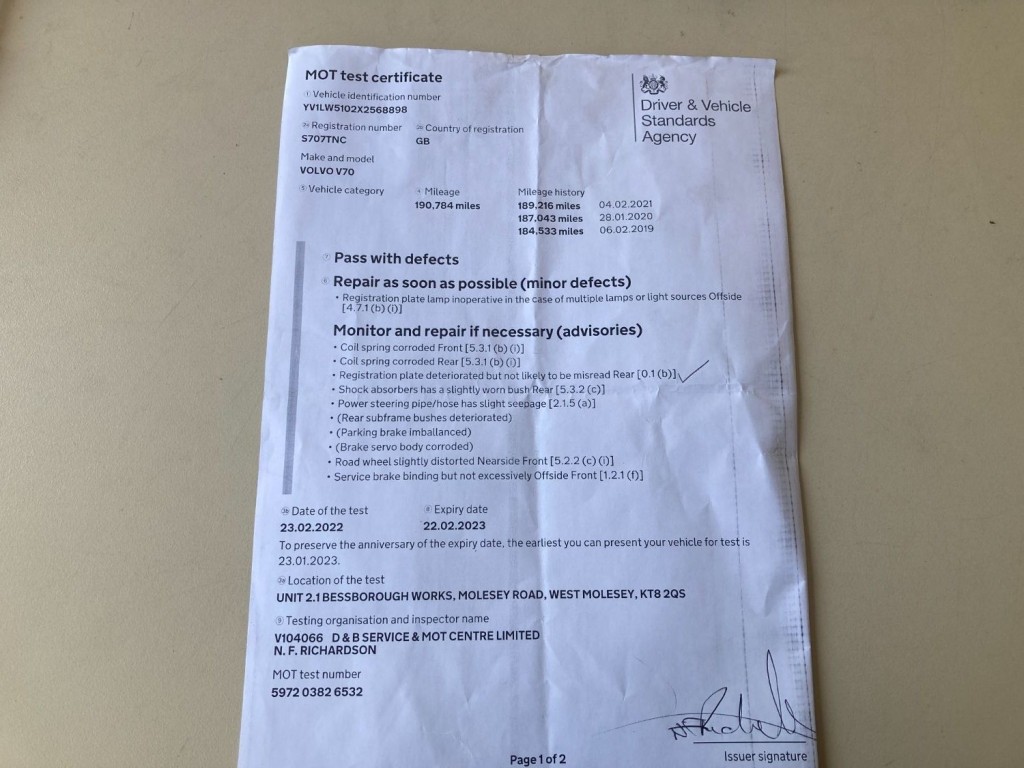 MOT test certificate
Driver & Vehicle
Standards
Agency
① Vehicle identification number
YV1LW5102X2568898
Registration number
Country of registration
S707TNC
GB
Make and model
VOLVO V70
⑤ Vehicle category
④ Mileage
Mileage history
190,784 miles
189,216 miles 04.02.2021
187,043 miles 28.01.2020
184,533 miles 06.02.2019
⑦ Pass with defects
⑥ Repair as soon as possible (minor defects)
• Registration plate lamp inoperative in the case of multiple lamps or light sources Offside
[4.7.1 (b) (i)]
Monitor and repair if necessary (advisories)
• Coil spring corroded Front [5.3.1 (b) (i)]
• Coil spring corroded Rear [5.3.1 (b) (i)]
• Registration plate deteriorated but not likely to be misread Rear [0.1 (b)]
• Shock absorbers has a slightly worn bush Rear [5.3.2 (c)]
• Power steering pipe/hose has slight seepage [2.1.5 (a)]
• (Rear subframe bushes deteriorated)
• (Parking brake imballanced)
• (Brake servo body corroded)
• Road wheel slightly distorted Nearside Front [5.2.2 (c) (i)]
• Service brake binding but not excessively Offside Front [1.2.1 (f)]
Date of the test
⑧ Expiry date
23.02.2022
22.02.2023
To preserve the anniversary of the expiry date, the earliest you can present your vehicle for test is
23.01.2023.
Location of the test
UNIT 2.1 BESSBOROUGH WORKS, MOLESEY ROAD, WEST MOLESEY, KT8 2QS
⑨ Testing organisation and inspector name
V104066 D & B SERVICE & MOT CENTRE LIMITED
N. F. RICHARDSON
MOT test number
5972 0382 6532
Issuer signature
Page 1 of 2